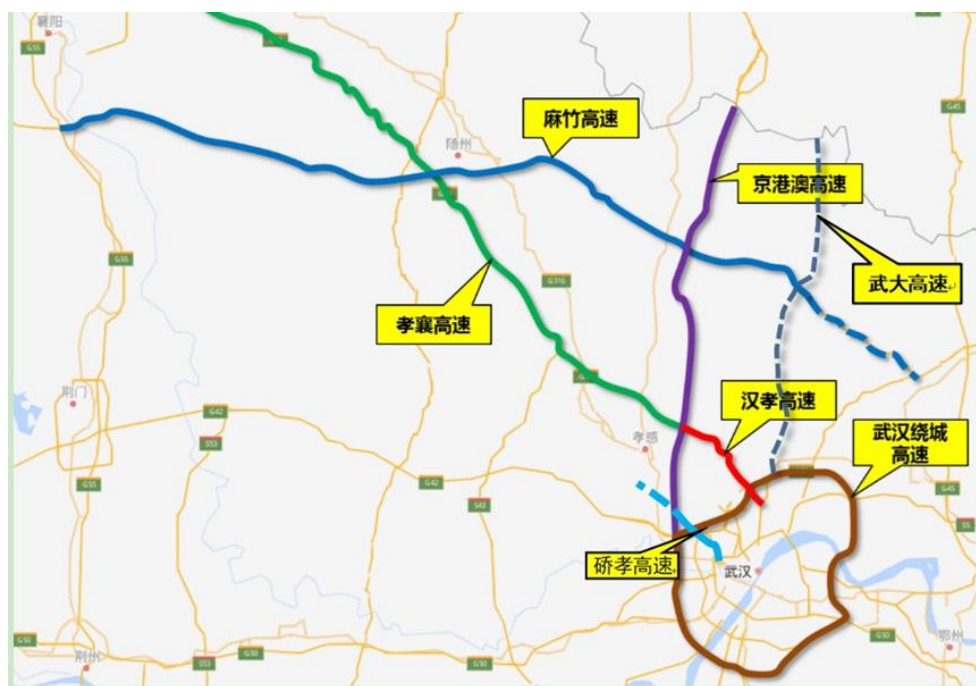 襄阳
G55
麻竹高速
随州
G45
京港澳高速
武大高速
G55
G316
孝襄高速
荆门
G42
S53
汉孝高速
武汉绕城
高速
孝感
G42
S43
G55
G45
S5
硚孝高速
武汉
G50
鄂州
荆州
S53
G50
G50